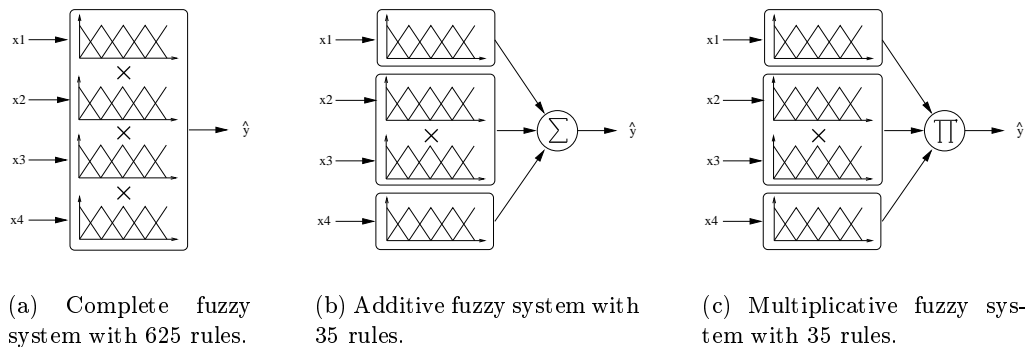 x1
×
x2
×
x3
×
x4
ŷ
x1
x2
×
x3
x4
∑
ŷ
x1
x2
×
x3
x4
∏
ŷ
(a) Complete fuzzy
system with 625 rules.
(b) Additive fuzzy system with
35 rules.
(c) Multiplicative fuzzy sys-
tem with 35 rules.